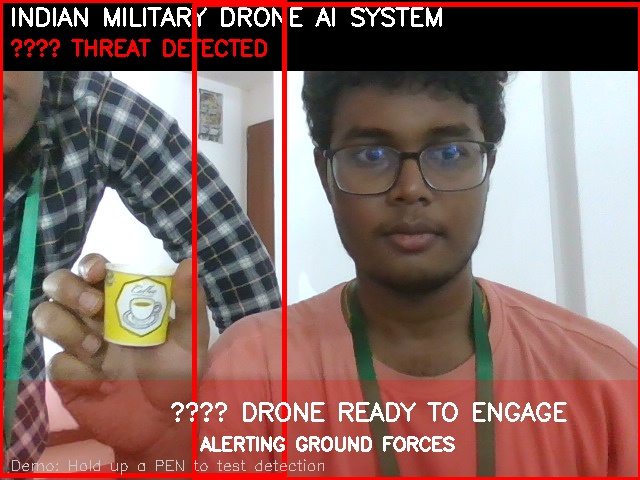 INDIAN MILITARY DRONE AI SYSTEM
???? THREAT DETECTED
Coffee
???? DRONE READY TO ENGAGE
ALERTING GROUND FORCES
Demo: Hold up a PEN to test detection